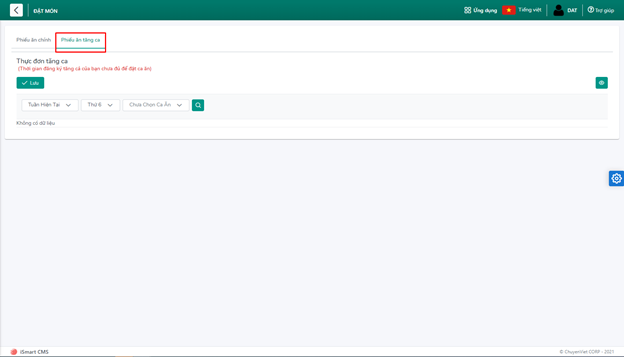 ĐẶT MÓN
Ứng dụng
Tiếng việt
DAT
Trợ giúp
Phiếu ăn chính
Phiếu ăn tăng ca
Thực đơn tăng ca
(Thời gian đăng ký tăng cả của bạn chưa đủ để đặt ca ăn)
Lưu
Tuần Hiện Tại
Thứ 6
Chưa Chọn Ca Ăn
Không có dữ liệu
iSmart CMS
© ChuyenViet CORP - 2021